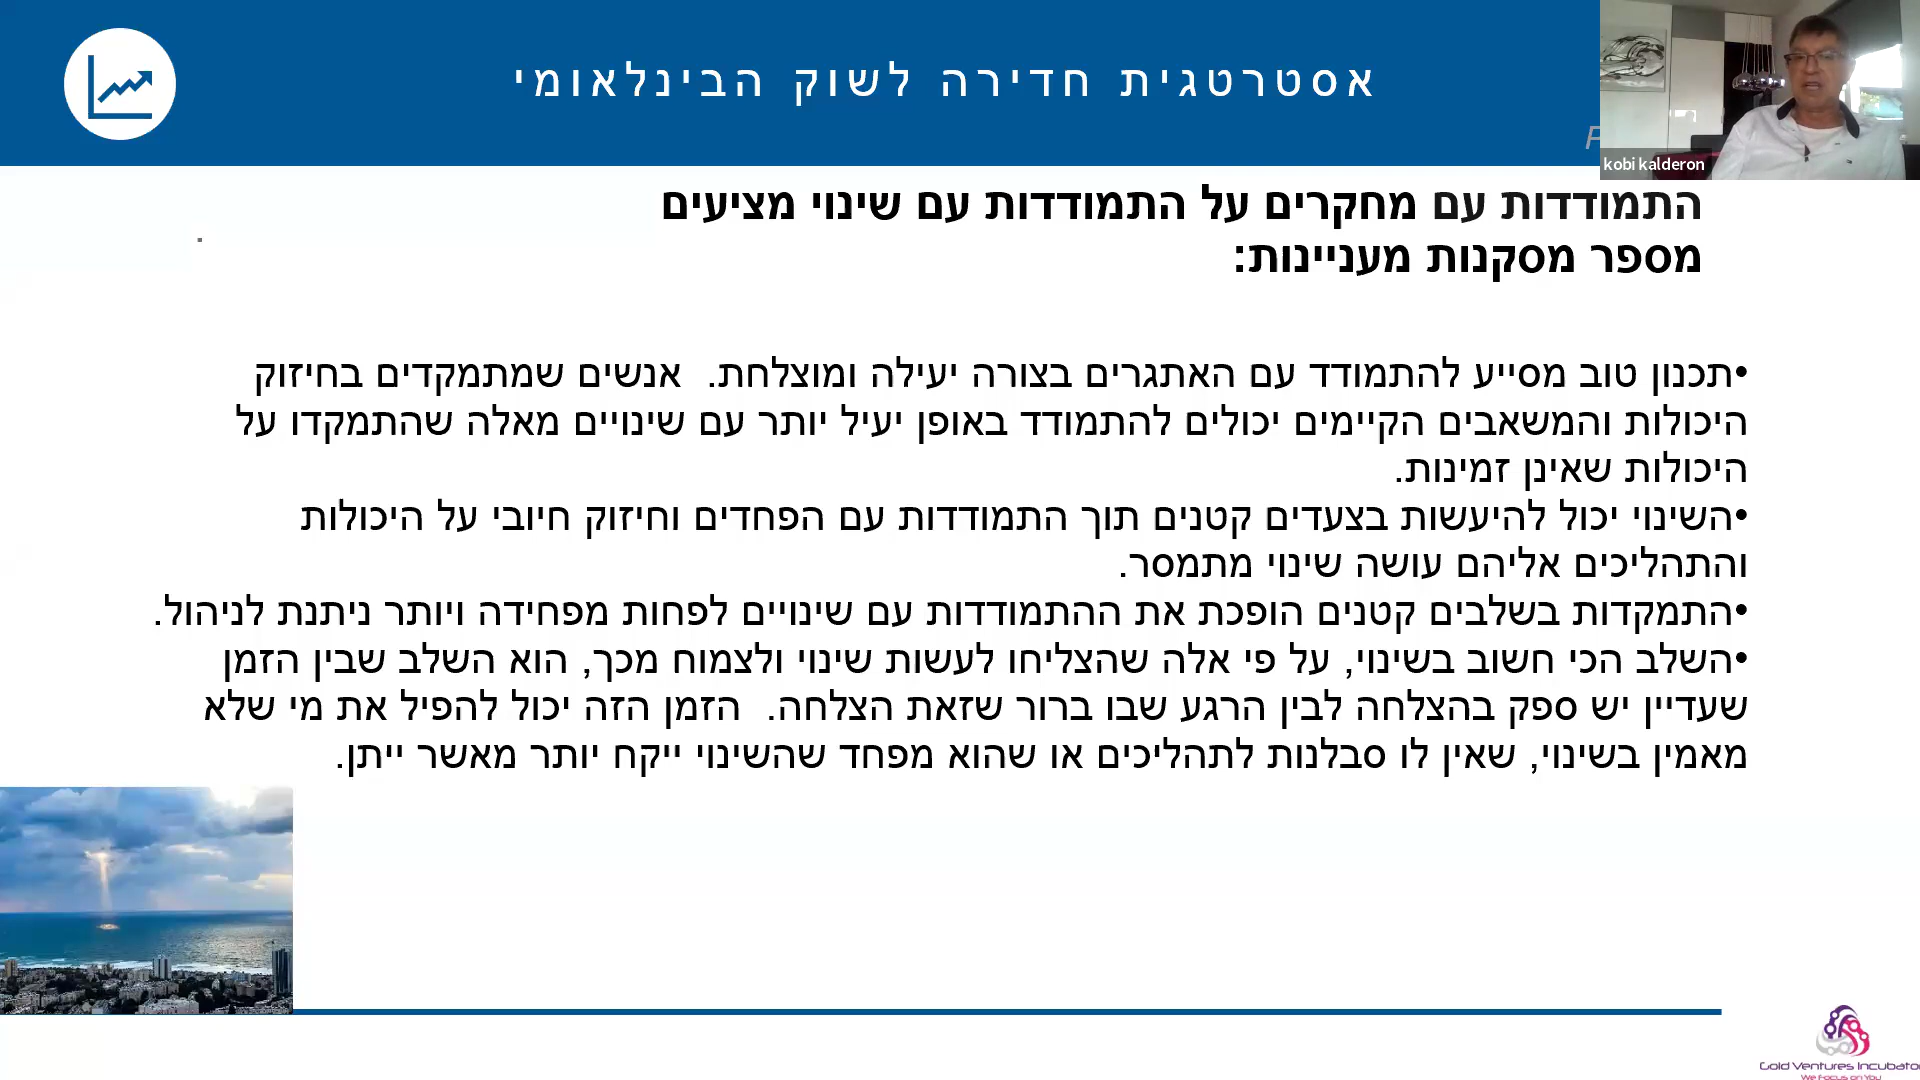 אסטרטגית חדירה לשוק הבינלאומי
kobi kalderon
התמודדות עם מחקרים על התמודדות עם שינוי מציעים
מספר מסקנות מעניינות:
•תכנון טוב מסייע להתמודד עם האתגרים בצורה יעילה ומוצלחת.  אנשים שמתמקדים בחיזוק
היכולות והמשאבים הקיימים יכולים להתמודד באופן יעיל יותר עם שינויים מאלה שהתמקדו על
היכולות שאינן זמינות.
•השינוי יכול להיעשות בצעדים קטנים תוך התמודדות עם הפחדים וחיזוק חיובי על היכולות
והתהליכים אליהם עושה שינוי מתמסר.
•התמקדות בשלבים קטנים הופכת את ההתמודדות עם שינויים לפחות מפחידה ויותר ניתנת לניהול.
•השלב הכי חשוב בשינוי, על פי אלה שהצליחו לעשות שינוי ולצמוח מכך, הוא השלב שבין הזמן
שעדיין יש ספק בהצלחה לבין הרגע שבו ברור שזאת הצלחה.  הזמן הזה יכול להפיל את מי שלא
מאמין בשינוי, שאין לו סבלנות לתהליכים או שהוא מפחד שהשינוי ייקח יותר מאשר ייתן.
Gold Ventures Incubato
We Focus on You